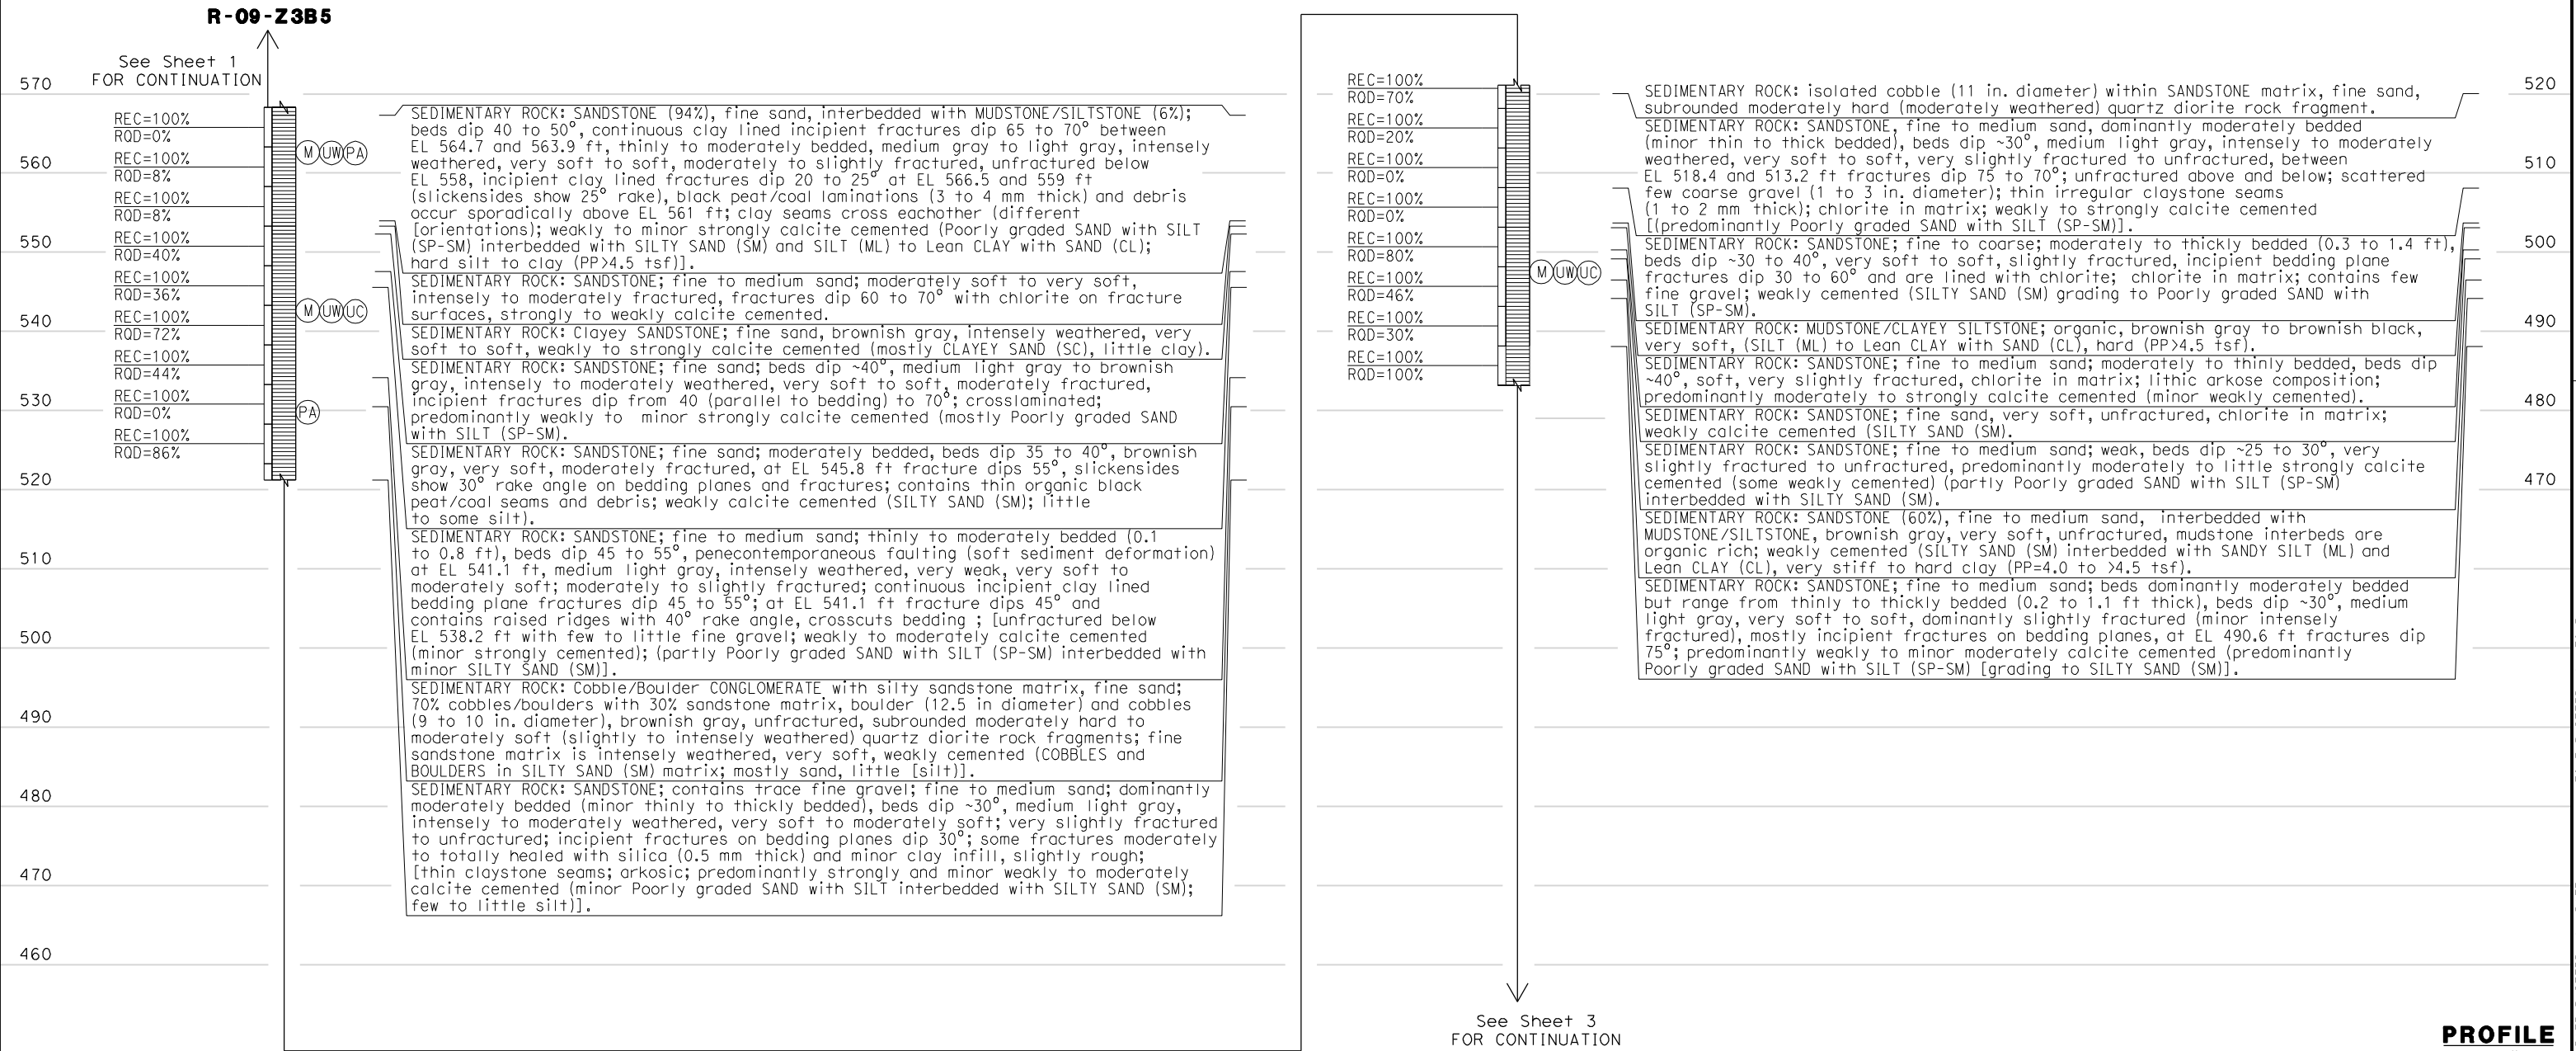 R-09-Z3B5
See Sheet 1
FOR CONTINUATION
570
560
550
540
530
520
510
500
490
480
470
460
REC=100%
RQD=0%
REC=100%
RQD=8%
REC=100%
RQD=8%
REC=100%
RQD=40%
REC=100%
RQD=36%
REC=100%
RQD=72%
REC=100%
RQD=44%
REC=100%
RQD=0%
REC=100%
RQD=86%
M UW PA
M UW UC
PA
SEDIMENTARY ROCK: SANDSTONE (94%), fine sand, interbedded with MUDSTONE/SILTSTONE (6%);
beds dip 40 to 50°, continuous clay lined incipient fractures dip 65 to 70° between
EL 564.7 and 563.9 ft, thinly to moderately bedded, medium gray to light gray, intensely
weathered, very soft to soft, moderately to slightly fractured, unfractured below
EL 558, incipient clay lined fractures dip 20 to 25° at EL 566.5 and 559 ft
(slickensides show 25° rake), black peat/coal laminations (3 to 4 mm thick) and debris
occur sporadically above EL 561 ft; clay seams cross eachother (different
[orientations); weakly to minor strongly calcite cemented (Poorly graded SAND with SILT
(SP-SM) interbedded with SILTY SAND (SM) and SILT (ML) to Lean CLAY with SAND (CL);
hard silt to clay (PP>4.5 tsf)].
SEDIMENTARY ROCK: SANDSTONE; fine to medium sand; moderately soft to very soft,
intensely to moderately fractured, fractures dip 60 to 70° with chlorite on fracture
surfaces, strongly to weakly calcite cemented.
SEDIMENTARY ROCK: Clayey SANDSTONE; fine sand, brownish gray, intensely weathered, very
soft to soft, weakly to strongly calcite cemented (mostly CLAYEY SAND (SC), little clay).
SEDIMENTARY ROCK: SANDSTONE; fine sand; beds dip ~40°, medium light gray to brownish
gray, intensely to moderately weathered, very soft to soft, moderately fractured,
incipient fractures dip from 40 (parallel to bedding) to 70°; crosslaminated;
predominantly weakly to minor strongly calcite cemented (mostly Poorly graded SAND
with SILT (SP-SM).
SEDIMENTARY ROCK: SANDSTONE; fine sand; moderately bedded, beds dip 35 to 40°, brownish
gray, very soft, moderately fractured, at EL 545.8 ft fracture dips 55°, slickensides
show 30° rake angle on bedding planes and fractures; contains thin organic black
peat/coal seams and debris; weakly calcite cemented (SILTY SAND (SM); little
to some silt).
SEDIMENTARY ROCK: SANDSTONE; fine to medium sand; thinly to moderately bedded (0.1
to 0.8 ft), beds dip 45 to 55°, penecontemporaneous faulting (soft sediment deformation)
at EL 541.1 ft, medium light gray, intensely weathered, very weak, very soft to
moderately soft; moderately to slightly fractured; continuous incipient clay lined
bedding plane fractures dip 45 to 55°; at EL 541.1 ft fracture dips 45° and
contains raised ridges with 40° rake angle, crosscuts bedding ; [unfractured below
EL 538.2 ft with few to little fine gravel; weakly to moderately calcite cemented
(minor strongly cemented); (partly Poorly graded SAND with SILT (SP-SM) interbedded with
minor SILTY SAND (SM)].
SEDIMENTARY ROCK: Cobble/Boulder CONGLOMERATE with silty sandstone matrix, fine sand;
70% cobbles/boulders with 30% sandstone matrix, boulder (12.5 in diameter) and cobbles
(9 to 10 in. diameter), brownish gray, unfractured, subrounded moderately hard to
moderately soft (slightly to intensely weathered) quartz diorite rock fragments; fine
sandstone matrix is intensely weathered, very soft, weakly cemented (COBBLES and
BOULDERS in SILTY SAND (SM) matrix; mostly sand, little [silt)].
SEDIMENTARY ROCK: SANDSTONE; contains trace fine gravel; fine to medium sand; dominantly
moderately bedded (minor thinly to thickly bedded), beds dip ~30°, medium light gray,
intensely to moderately weathered, very soft to moderately soft; very slightly fractured
to unfractured; incipient fractures on bedding planes dip 30°; some fractures moderately
to totally healed with silica (0.5 mm thick) and minor clay infill, slightly rough;
[thin claystone seams; arkosic; predominantly strongly and minor weakly to moderately
calcite cemented (minor Poorly graded SAND with SILT interbedded with SILTY SAND (SM);
few to little silt)].
REC=100%
RQD=70%
REC=100%
RQD=20%
REC=100%
RQD=0%
REC=100%
RQD=0%
REC=100%
RQD=80%
REC=100%
RQD=46%
REC=100%
RQD=30%
REC=100%
RQD=100%
M UW UC
SEDIMENTARY ROCK: isolated cobble (11 in. diameter) within SANDSTONE matrix, fine sand,
subrounded moderately hard (moderately weathered) quartz diorite rock fragment.
SEDIMENTARY ROCK: SANDSTONE, fine to medium sand, dominantly moderately bedded
(minor thin to thick bedded), beds dip ~30°, medium light gray, intensely to moderately
weathered, very soft to soft, very slightly fractured to unfractured, between
EL 518.4 and 513.2 ft fractures dip 75 to 70°; unfractured above and below; scattered
few coarse gravel (1 to 3 in. diameter); thin irregular claystone seams
(1 to 2 mm thick); chlorite in matrix; weakly to strongly calcite cemented
[(predominantly Poorly graded SAND with SILT (SP-SM)].
SEDIMENTARY ROCK: SANDSTONE; fine to coarse; moderately to thickly bedded (0.3 to 1.4 ft),
beds dip ~30 to 40°, very soft to soft, slightly fractured, incipient bedding plane
fractures dip 30 to 60° and are lined with chlorite; chlorite in matrix; contains few
fine gravel; weakly cemented (SILTY SAND (SM) grading to Poorly graded SAND with
SILT (SP-SM).
SEDIMENTARY ROCK: MUDSTONE/CLAYEY SILTSTONE; organic, brownish gray to brownish black,
very soft, (SILT (ML) to Lean CLAY with SAND (CL), hard (PP>4.5 tsf).
SEDIMENTARY ROCK: SANDSTONE; fine to medium sand; moderately to thinly bedded, beds dip
~40°, soft, very slightly fractured, chlorite in matrix; lithic arkose composition;
predominantly moderately to strongly calcite cemented (minor weakly cemented).
SEDIMENTARY ROCK: SANDSTONE; fine sand, very soft, unfractured, chlorite in matrix;
weakly calcite cemented (SILTY SAND (SM).
SEDIMENTARY ROCK: SANDSTONE; fine to medium sand; weak, beds dip ~25 to 30°, very
slightly fractured to unfractured, predominantly moderately to little strongly calcite
cemented (some weakly cemented) (partly Poorly graded SAND with SILT (SP-SM)
interbedded with SILTY SAND (SM).
SEDIMENTARY ROCK: SANDSTONE (60%), fine to medium sand, interbedded with
MUDSTONE/SILTSTONE, brownish gray, very soft, unfractured, mudstone interbeds are
organic rich; weakly cemented (SILTY SAND (SM) interbedded with SANDY SILT (ML) and
Lean CLAY (CL), very stiff to hard clay (PP=4.0 to >4.5 tsf).
SEDIMENTARY ROCK: SANDSTONE; fine to medium sand; beds dominantly moderately bedded
but range from thinly to thickly bedded (0.2 to 1.1 ft thick), beds dip ~30°, medium
light gray, very soft to soft, dominantly slightly fractured (minor intensely
fractured), mostly incipient fractures on bedding planes, at EL 490.6 ft fractures dip
75°; predominantly weakly to minor moderately calcite cemented (predominantly
Poorly graded SAND with SILT (SP-SM) [grading to SILTY SAND (SM)].
520
510
500
490
480
470
See Sheet 3
FOR CONTINUATION
PROFILE